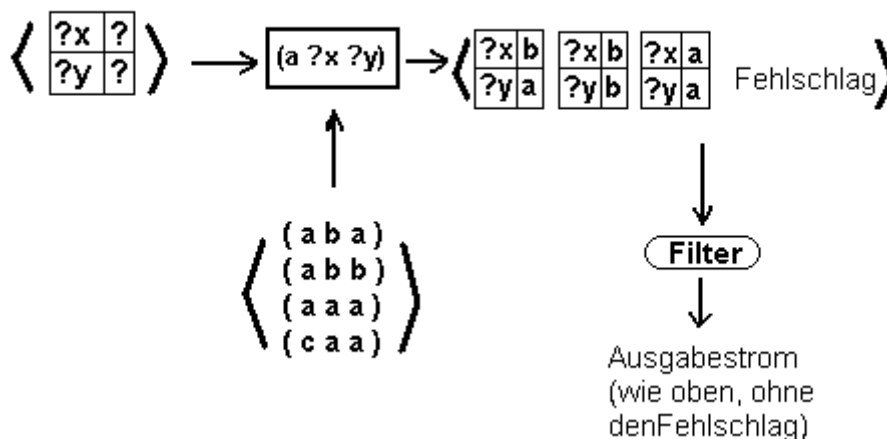 ?x ?
?y ?
(a ?x ?y)
?x b
?y a
?x b
?y b
?x a
?y a
Fehlschlag
( a b a )
( a b b )
( a a a )
( c a a )
Filter
Ausgabestrom
(wie oben, ohne
denFehlschlag)